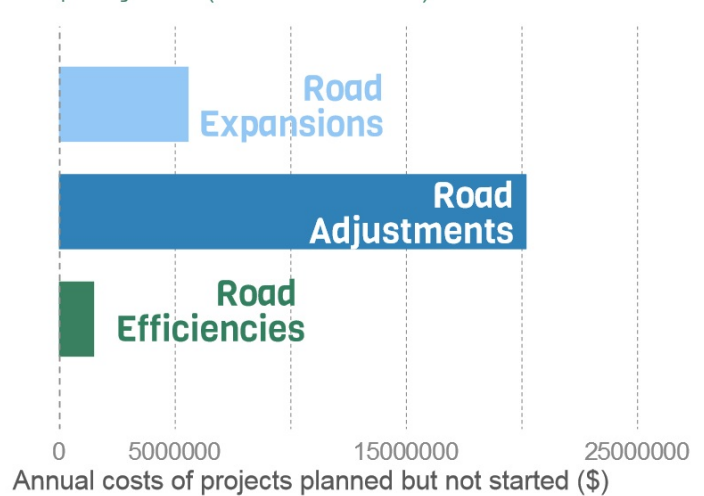 Road
Expansions
Road
Adjustments
Road
Efficiencies
0 5000000 15000000 25000000
Annual costs of projects planned but not started ($)